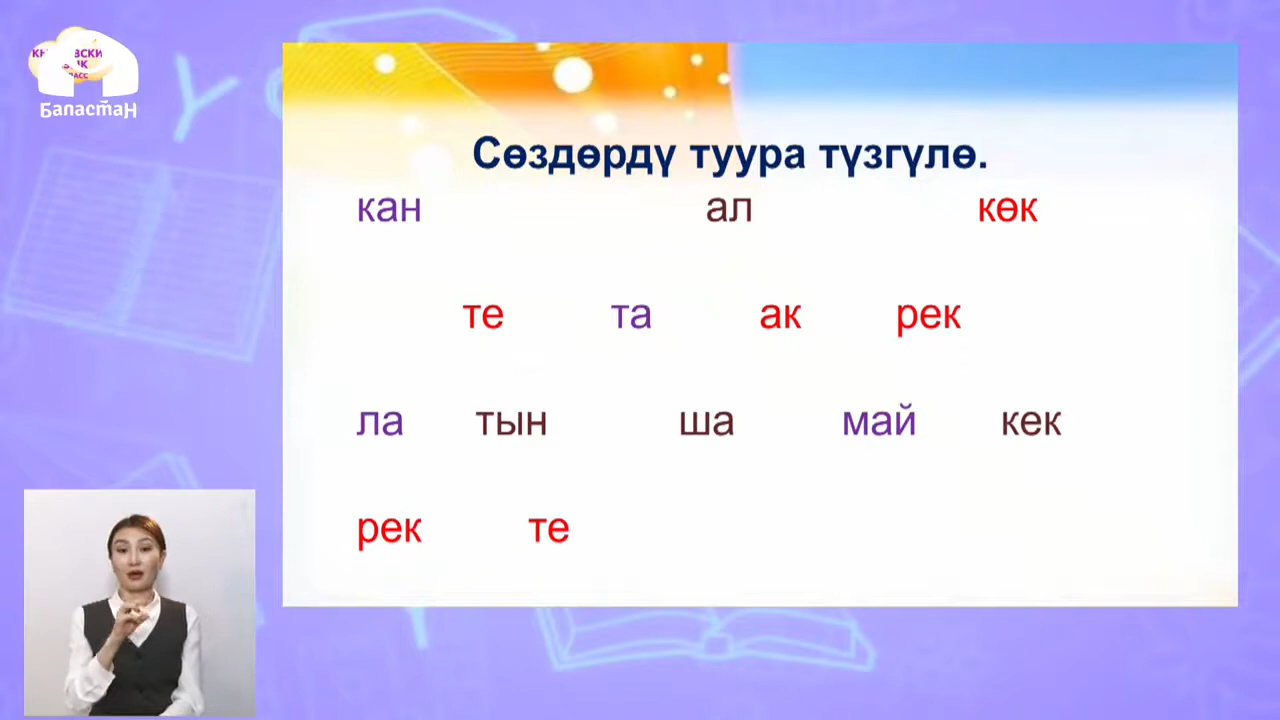 Баластан
Сөздөрдү туура түзгүлө.
кан ал көк
те та ак рек
ла тын ша май кек
рек те